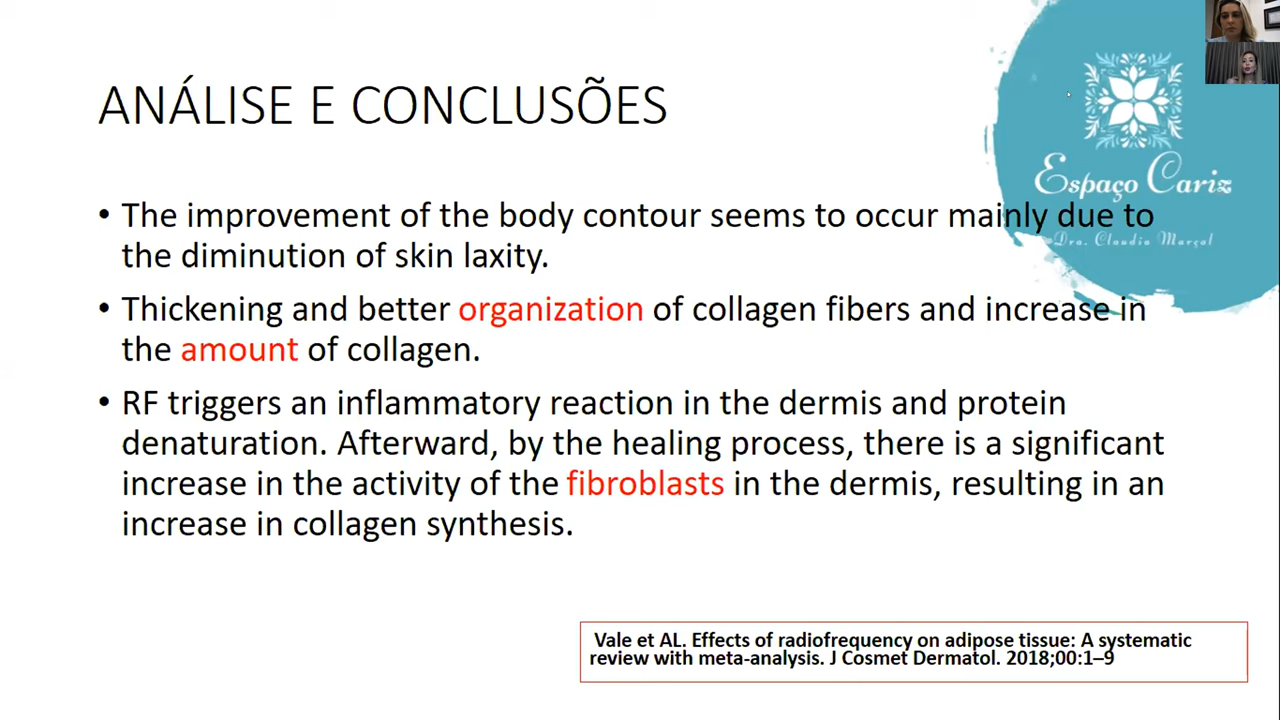 ANÁLISE E CONCLUSÕES
Espaço Cariz
Dra. Claudia Marçal
• The improvement of the body contour seems to occur mainly due to
the diminution of skin laxity.
• Thickening and better organization of collagen fibers and increase in
the amount of collagen.
• RF triggers an inflammatory reaction in the dermis and protein
denaturation. Afterward, by the healing process, there is a significant
increase in the activity of the fibroblasts in the dermis, resulting in an
increase in collagen synthesis.
Vale et AL. Effects of radiofrequency on adipose tissue: A systematic
review with meta-analysis. J Cosmet Dermatol. 2018;00:1–9